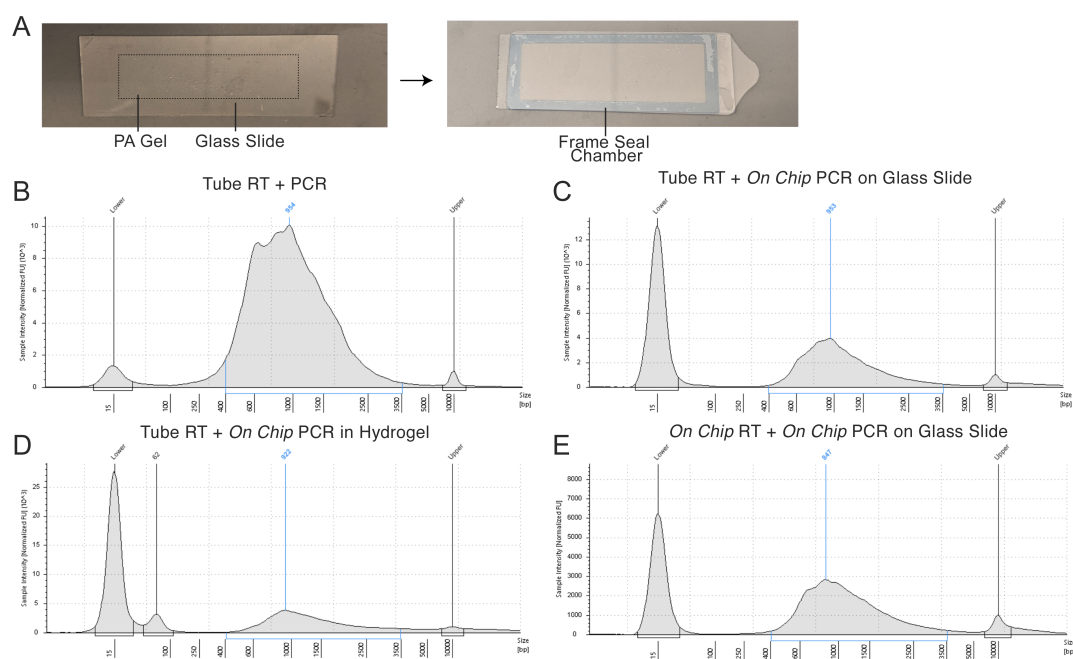 A
PA Gel
Glass Slide
Frame Seal
Chamber
B
Tube RT + PCR
Lower
954
Upper
Sample Intensity [Normalized FU] (10^3)
10
8
6
4
2
0
15
100
250
400
600
1000
1500
2500
3500
5000
10000
Size
[bp]
C
Tube RT + On Chip PCR on Glass Slide
Lower
953
Upper
Sample Intensity [Normalized FU] (10^3)
12
10
8
6
4
2
0
15
100
250
400
600
1000
1500
2500
3500
5000
10000
Size
[bp]
D
Tube RT + On Chip PCR in Hydrogel
Lower
62
922
Upper
Sample Intensity [Normalized FU] (10^3)
25
20
15
10
5
0
15
100
250
400
600
1000
1500
2500
3500
5000
10000
Size
[bp]
E
On Chip RT + On Chip PCR on Glass Slide
Lower
847
Upper
Sample Intensity [Normalized FU]
8000
7000
6000
5000
4000
3000
2000
1000
0
15
100
250
400
600
1000
1500
2500
3500
5000
10000
Size
[bp]